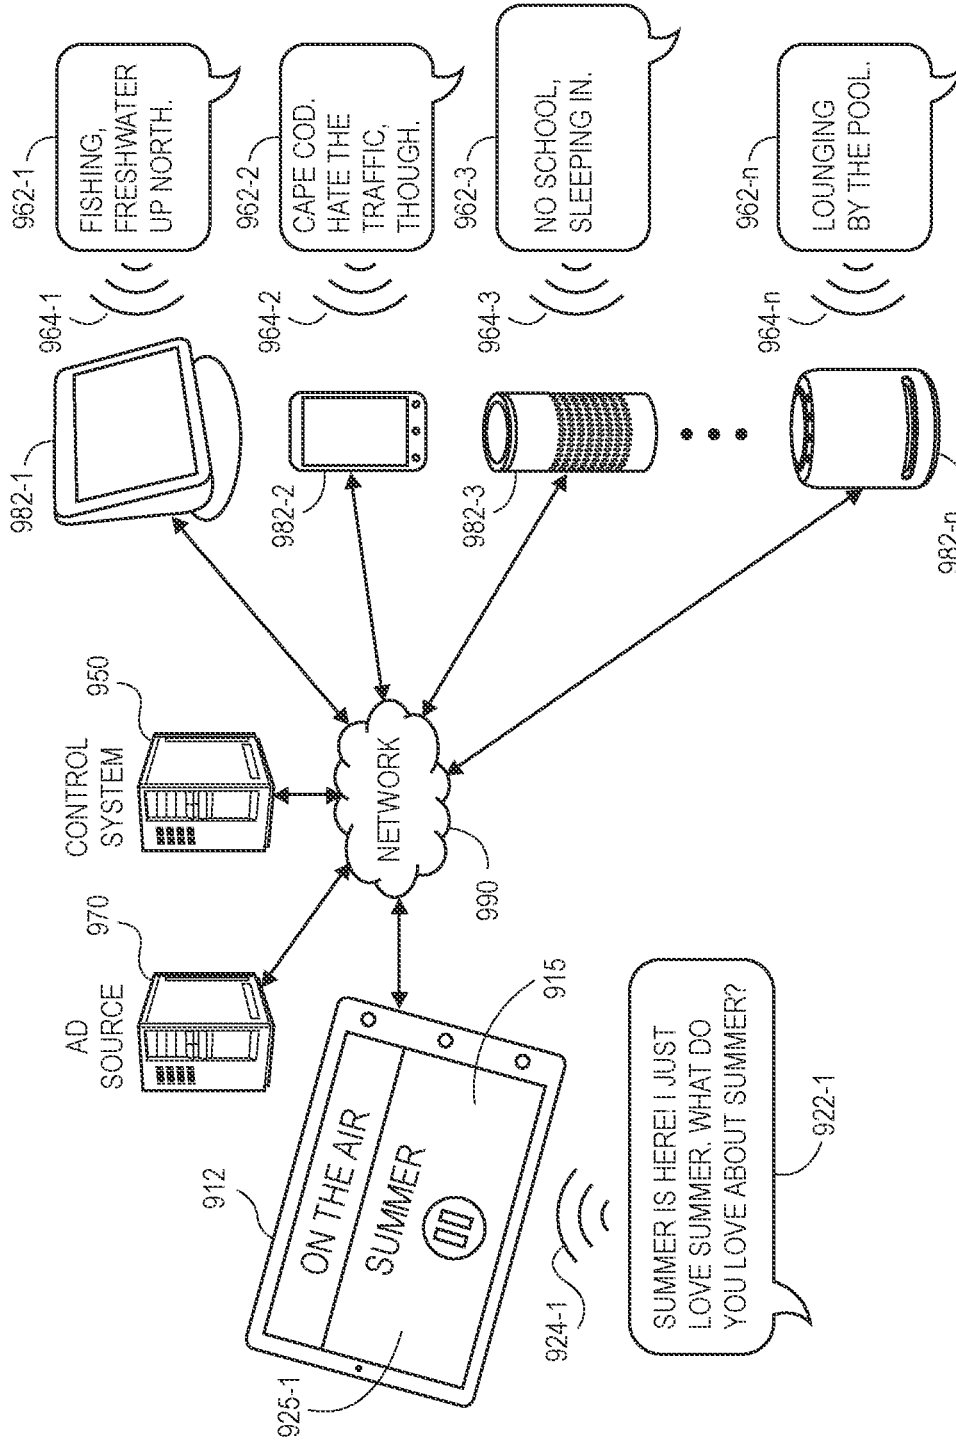 AD
SOURCE
970
CONTROL
SYSTEM
950
982-1
964-1
962-1
FISHING,
FRESHWATER
UP NORTH.
912
ON THE AIR
SUMMER
925-1
915
NETWORK
990
982-2
964-2
962-2
CAPE COD.
HATE THE
TRAFFIC,
THOUGH.
982-3
964-3
962-3
NO SCHOOL,
SLEEPING IN.
924-1
SUMMER IS HERE! I JUST
LOVE SUMMER. WHAT DO
YOU LOVE ABOUT SUMMER?
922-1
982-n
964-n
962-n
LOUNGING
BY THE POOL.